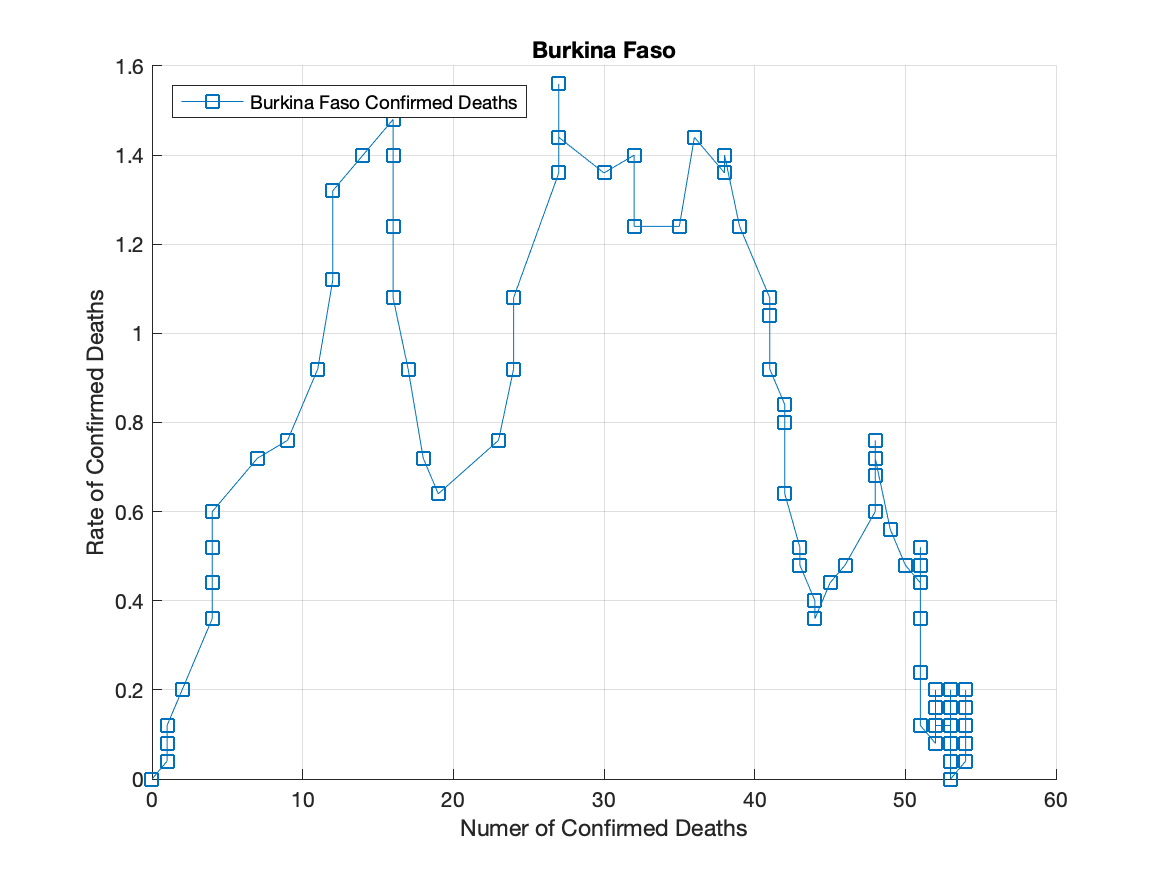 Burkina Faso
Burkina Faso Confirmed Deaths
Rate of Confirmed Deaths
1.6
1.4
1.2
1
0.8
0.6
0.4
0.2
0
0 10 20 30 40 50 60
Numer of Confirmed Deaths